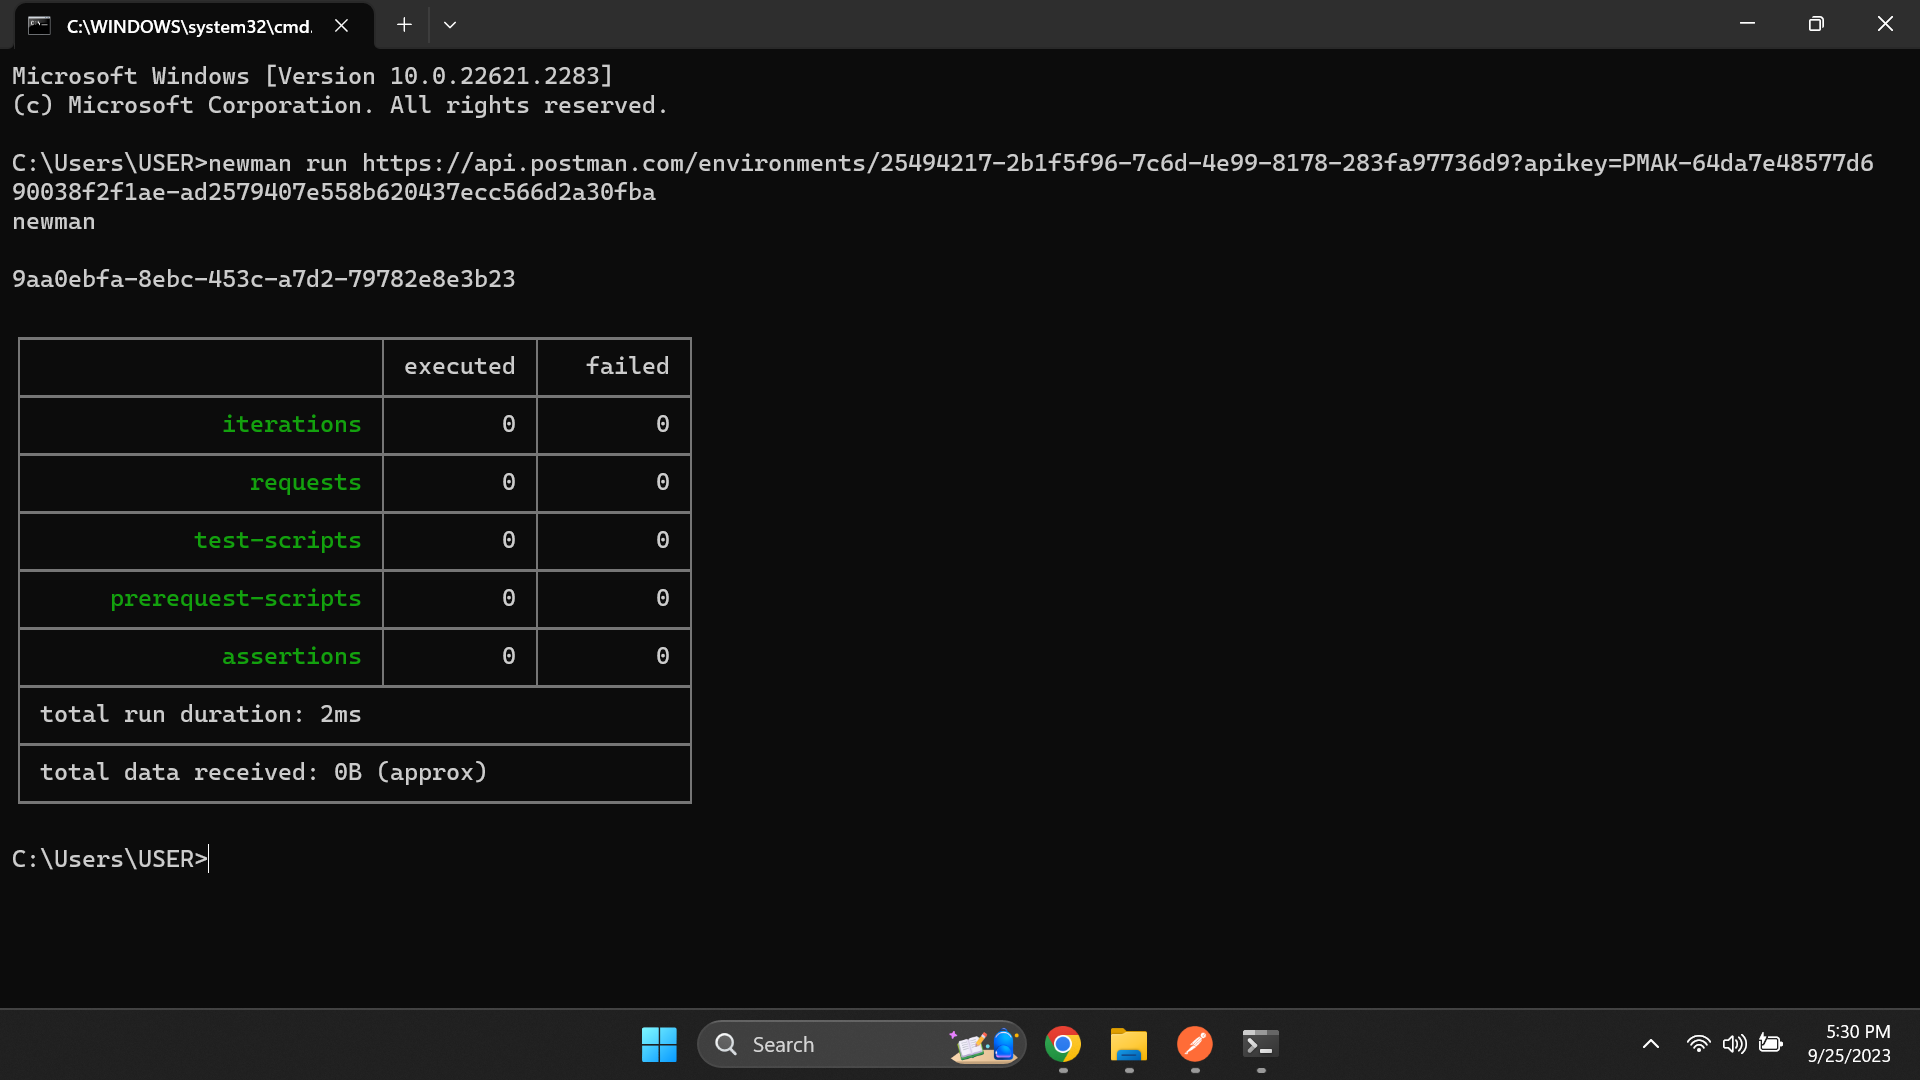 C:\WINDOWS\system32\cmd.
Microsoft Windows [Version 10.0.22621.2283]
(c) Microsoft Corporation. All rights reserved.
C:\Users\USER>newman run https://api.postman.com/environments/25494217-2b1f5f96-7c6d-4e99-8178-283fa97736d9?apikey=PMAK-64da7e48577d6
90038f2f1ae-ad2579407e558b620437ecc566d2a30fba
newman
9aa0ebfa-8ebc-453c-a7d2-79782e8e3b23
executed failed
iterations 0 0
requests 0 0
test-scripts 0 0
prerequest-scripts 0 0
assertions 0 0
total run duration: 2ms
total data received: 0B (approx)
C:\Users\USER>
Search
5:30 PM
9/25/2023